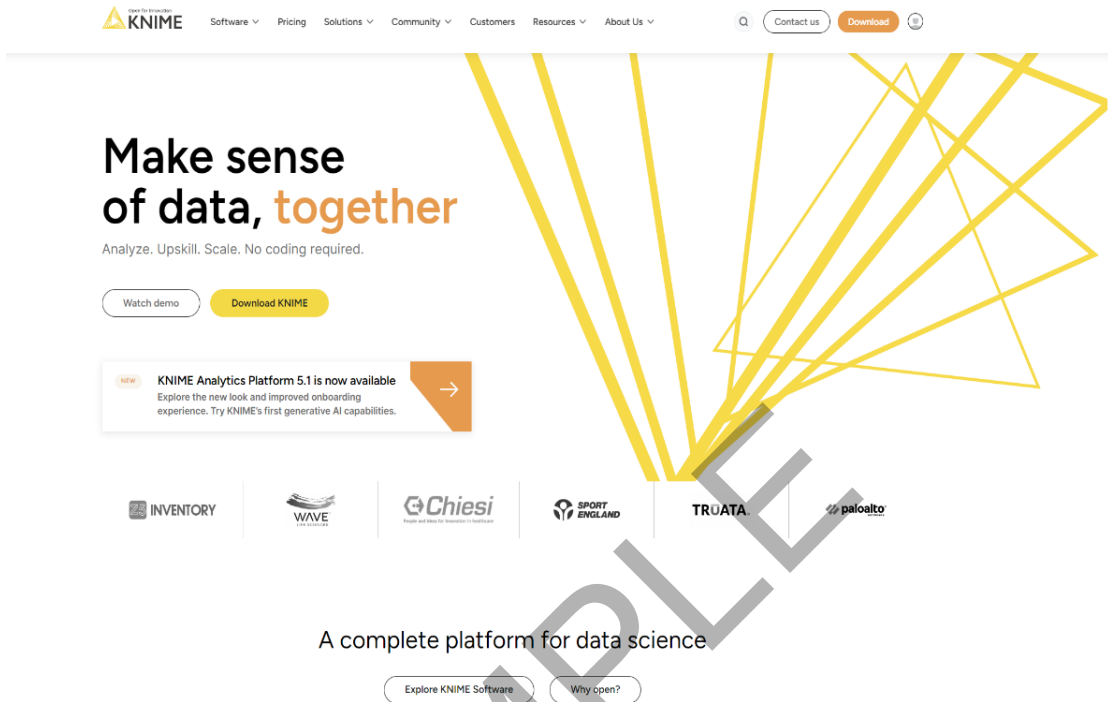 Open for Innovation
KNIME
Software
Pricing
Solutions
Community
Customers
Resources
About Us
Contact us
Download
Make sense
of data, together
Analyze. Upskill. Scale. No coding required.
Watch demo
Download KNIME
NEW
KNIME Analytics Platform 5.1 is now available
Explore the new look and improved onboarding
experience. Try KNIME's first generative AI capabilities.
INVENTORY
WAVE
Chiesi
People and ideas for innovation in healthcare
SPORT
ENGLAND
TRŪATA
paloalto
A complete platform for data science
Explore KNIME Software
Why open?
MPLE